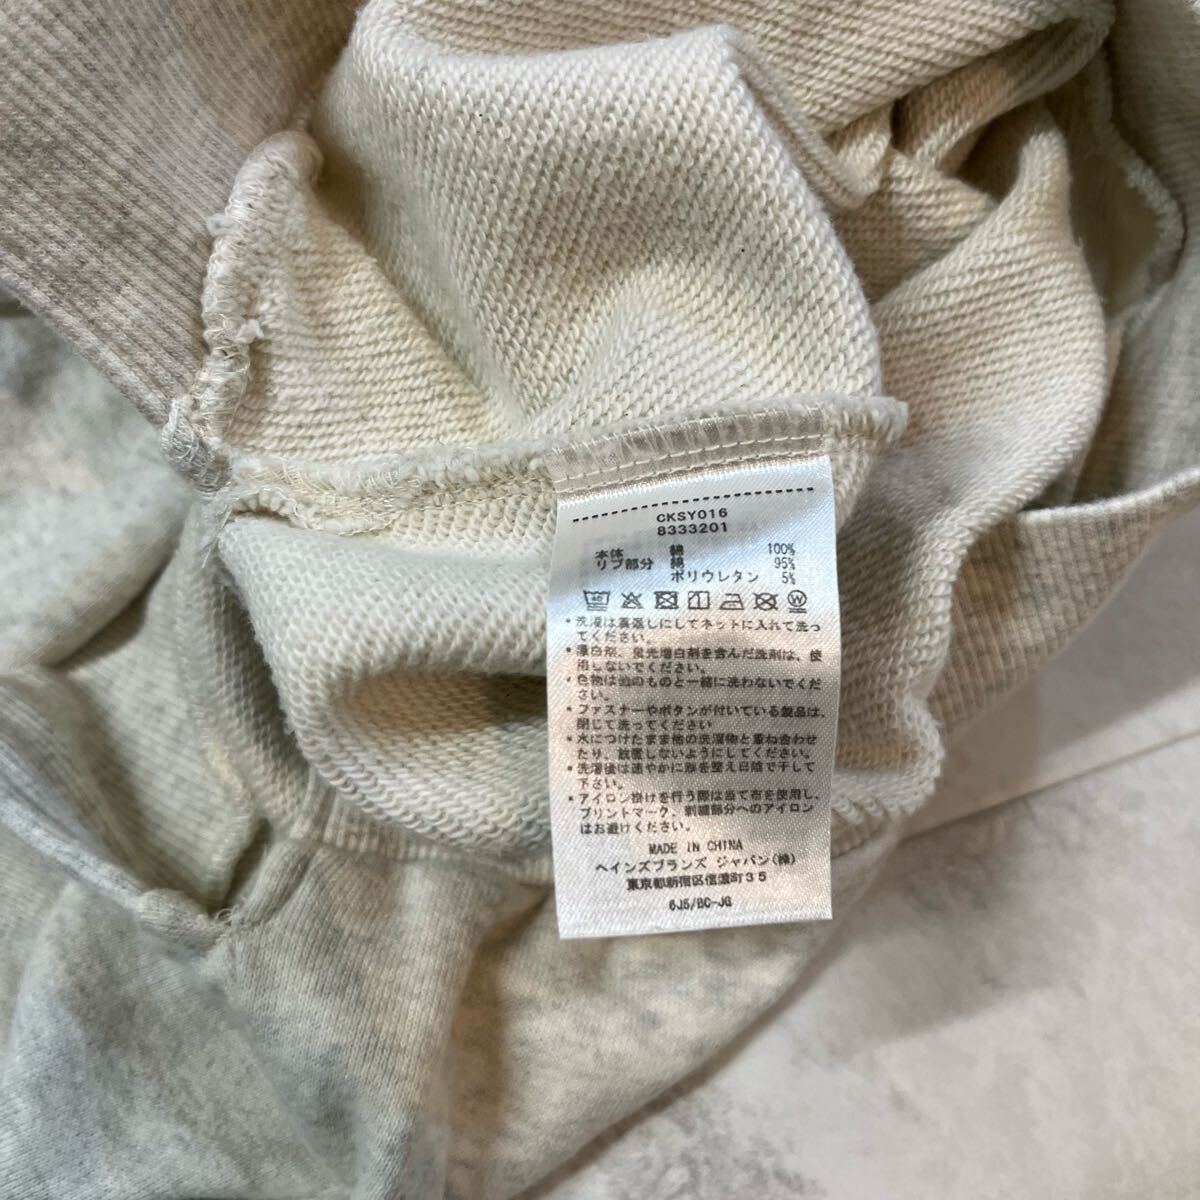 CKSY016
8333201
本体 綿 100%
リブ部分 綿 95%
ポリウレタン 5%
40
W
*洗濯は裏返しにしてネットに入れて洗っ
てください。
*漂白剤、蛍光増白剤を含んだ洗剤は、使
用しないでください。
*色物は他のものと一緒に洗わないでくだ
さい。
*ファスナーやボタンが付いている製品は、
閉じて洗ってください
*水につけたまま他の洗濯物と重ね合わせ
たり、放置しないようにしてください。
*洗濯後は速やかに形を整え日陰で干して
下さい。
*アイロン掛けを行う際は当て布を使用し、
プリントマーク、刺繍部分へのアイロン
はお避けください。
MADE IN CHINA
ヘインズブランズ ジャパン(株)
東京都新宿区信濃町35
6J5/BC-JG